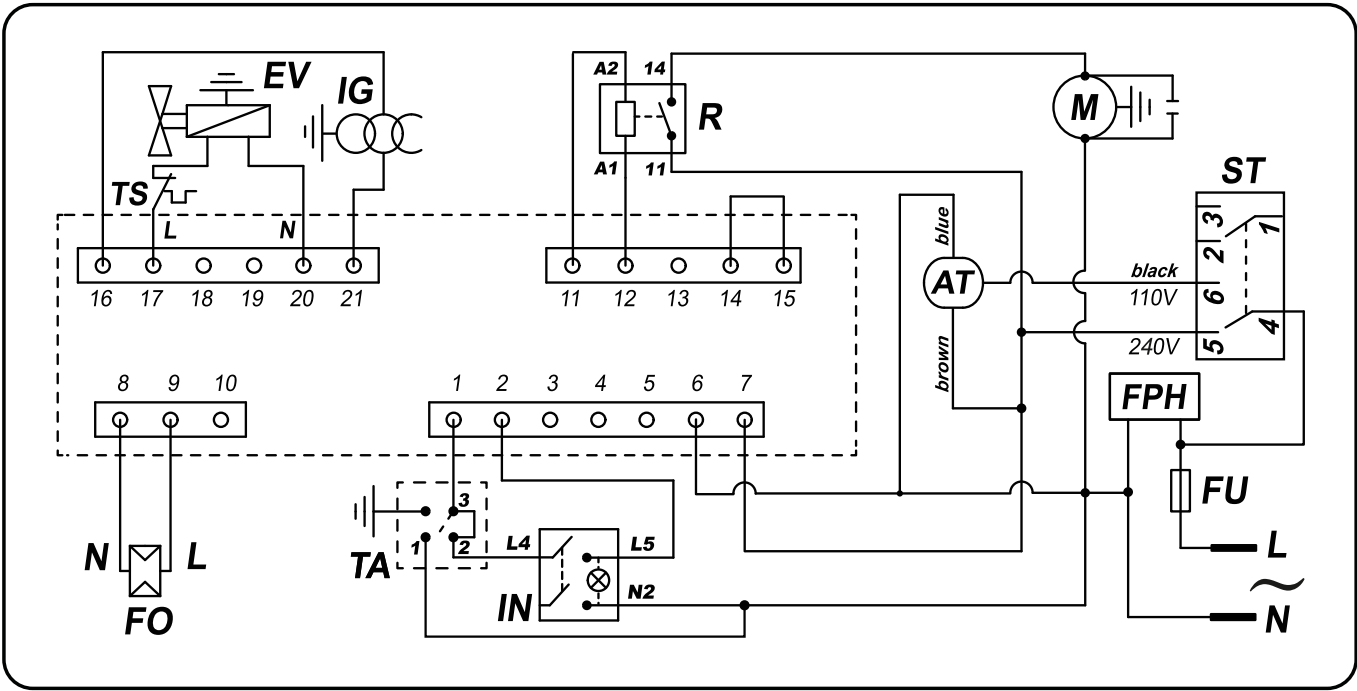 EV
IG
A2
14
R
M
A1
11
TS
ST
L
N
3
1
blue
2
AT
black
110V
6
16 17 18 19 20 21
11 12 13 14 15
4
240V
5
brown
8 9 10
1 2 3 4 5 6 7
FPH
3
FU
1
2
L4
L5
N
L
TA
L
N2
IN
FO
N